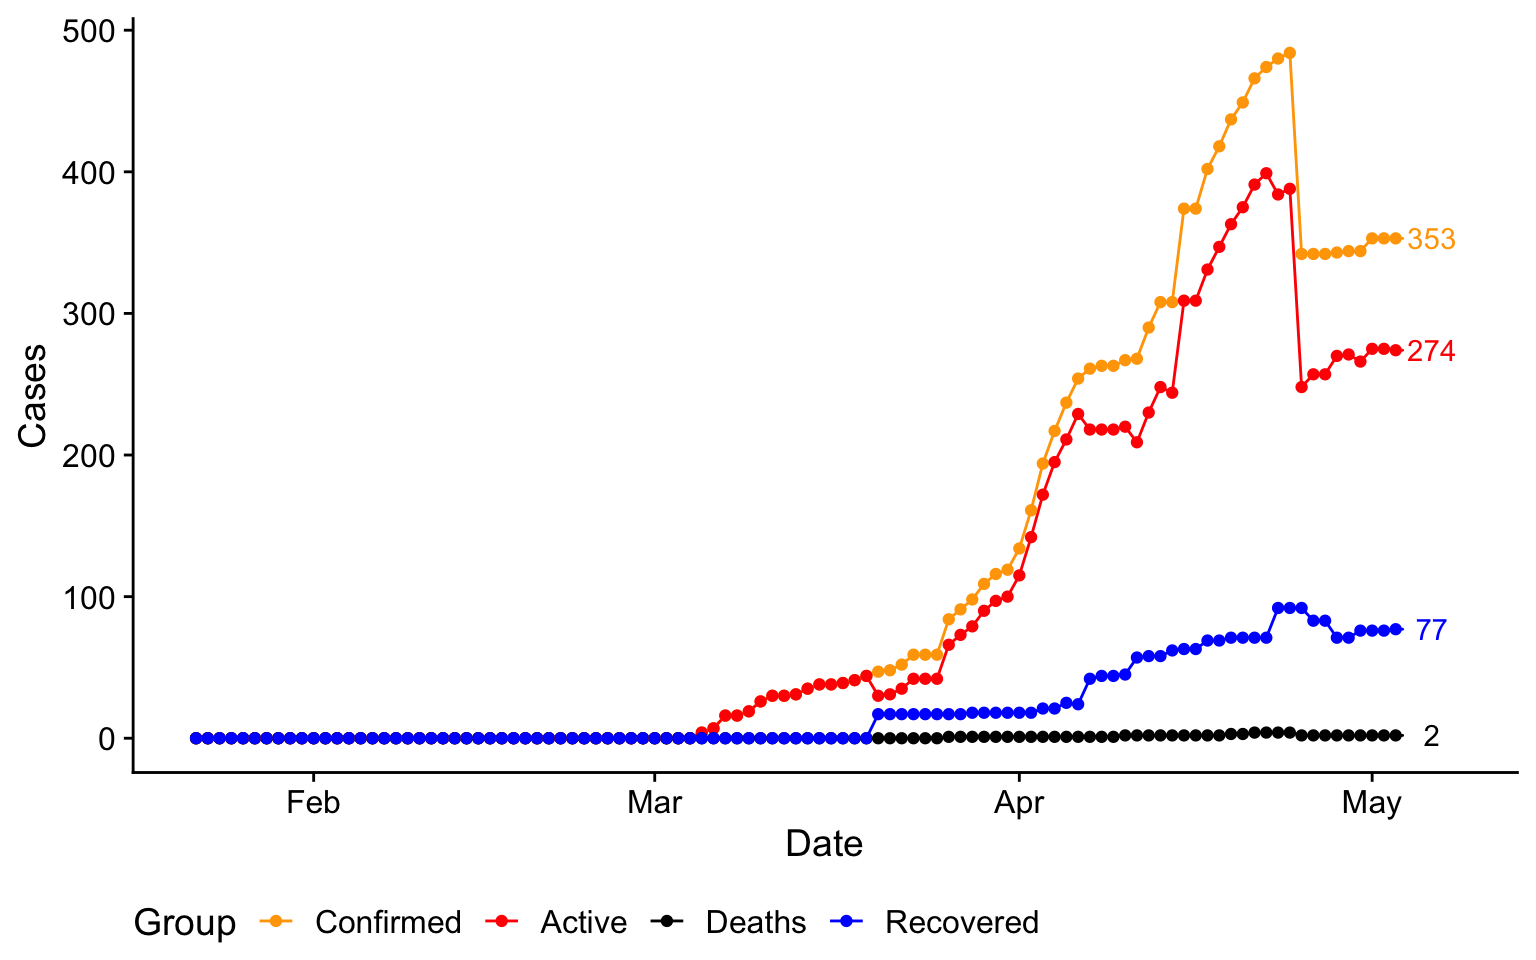 500
400
300
200
100
0
Cases
353
274
77
2
Feb Mar Apr May
Date
Group Confirmed Active Deaths Recovered